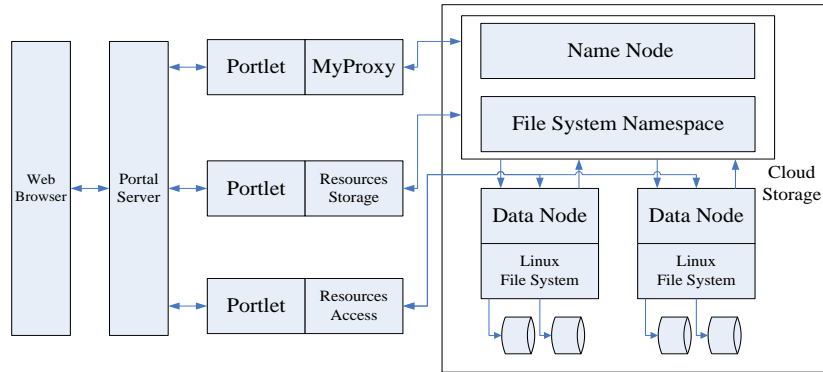 Web
Browser
Portal
Server
Portlet
MyProxy
Portlet
Resources
Storage
Portlet
Resources
Access
Name Node
File System Namespace
Cloud
Storage
Data Node
Linux
File System
Data Node
Linux
File System